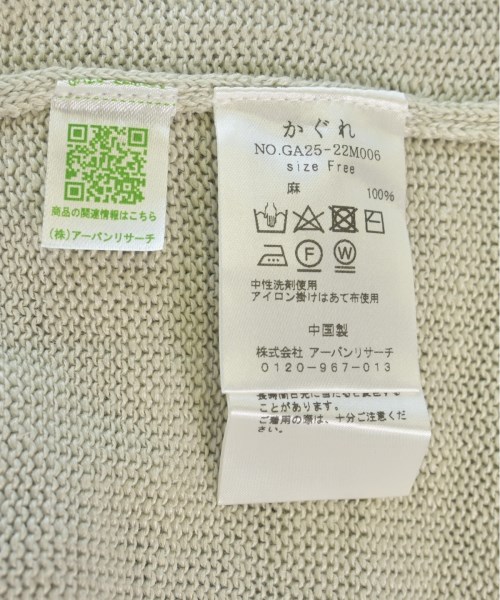 商品の関連情報はこちら
(株)アーバンリサーチ
かぐれ
NO.GA25-22M006
size Free
麻 100%
F W
中性洗剤使用
アイロン掛けはあて布使用
中国製
株式会社 アーバンリサーチ
0120-967-013
ことがあります。
ご着用の際は、十分ご注意くだ
さい。